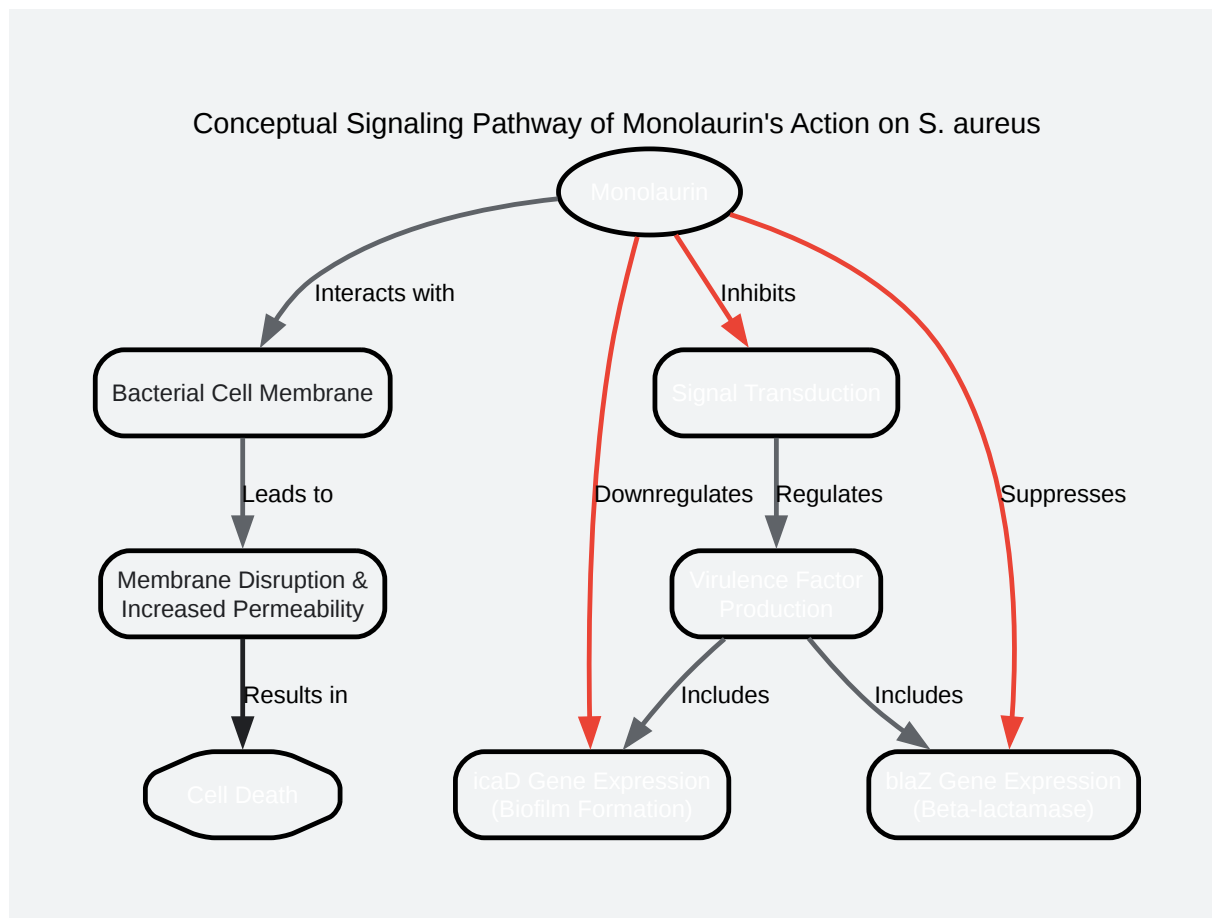 Conceptual Signaling Pathway of Monolaurin's Action on S. aureus
Monolaurin
Interacts with
Inhibits
Bacterial Cell Membrane
Signal Transduction
Leads to
Downregulates
Regulates
Suppresses
Membrane Disruption &
Increased Permeability
Virulence Factor
Production
Results in
Includes
Includes
Cell Death
icaD Gene Expression
(Biofilm Formation)
blaZ Gene Expression
(Beta-lactamase)